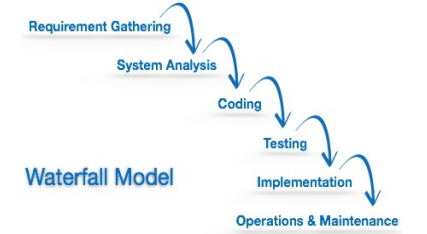 Requirement Gathering
System Analysis
Coding
Testing
Waterfall Model
Implementation
Operations & Maintenance